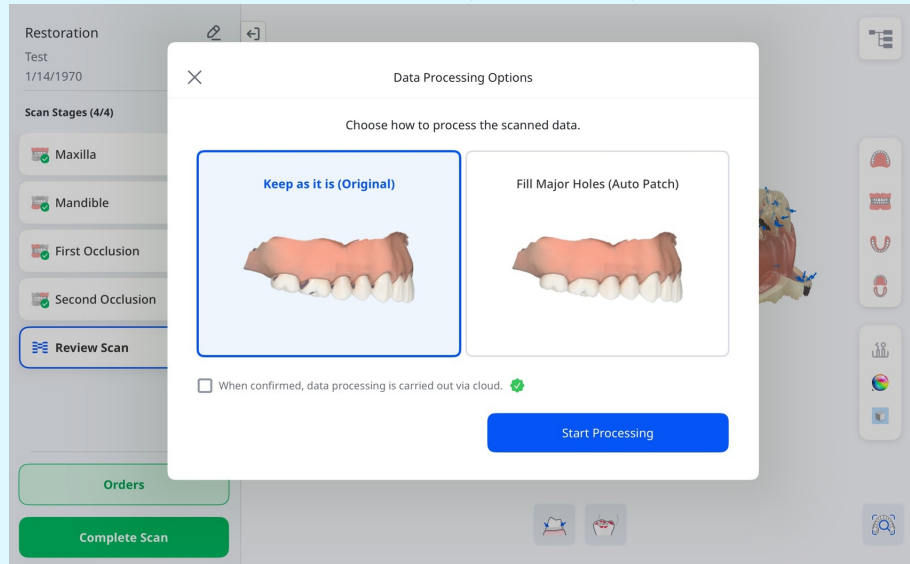 Restoration
Test
1/14/1970
Scan Stages (4/4)
Maxilla
Mandible
First Occlusion
Second Occlusion
Review Scan
Orders
Complete Scan
Data Processing Options
Choose how to process the scanned data.
Keep as it is (Original)
Fill Major Holes (Auto Patch)
When confirmed, data processing is carried out via cloud.
Start Processing